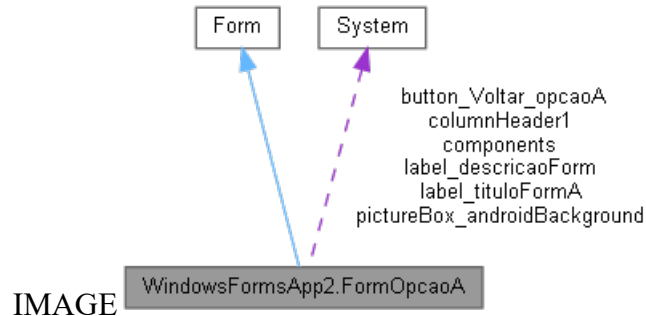 Form
System
button_Voltar_opcaoA
columnHeader1
components
label_descricaoForm
label_tituloFormA
pictureBox_androidBackground
WindowsFormsApp2.FormOpcaoA
IMAGE